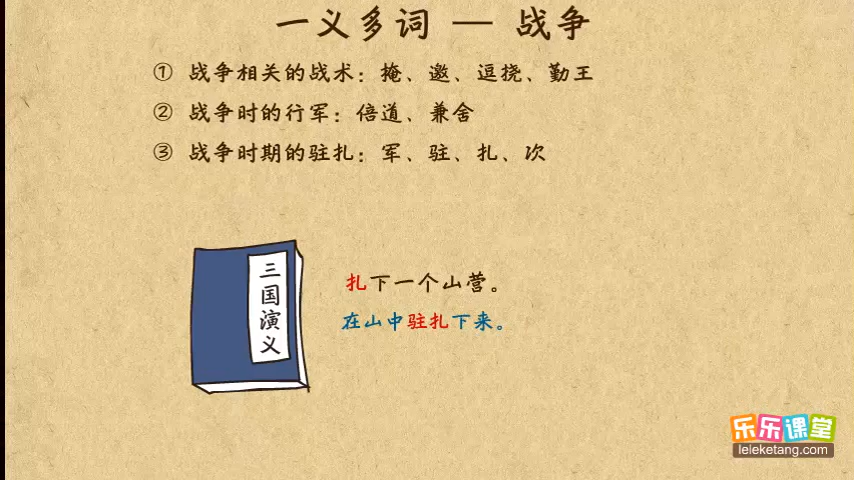 一义多词 — 战争
① 战争相关的战术：掩、邀、逗挠、勤王
② 战争时的行军：倍道、兼舍
③ 战争时期的驻扎：军、驻、扎、次
三国演义
扎下一个山营。
在山中驻扎下来。
乐乐课堂
leleketang.com